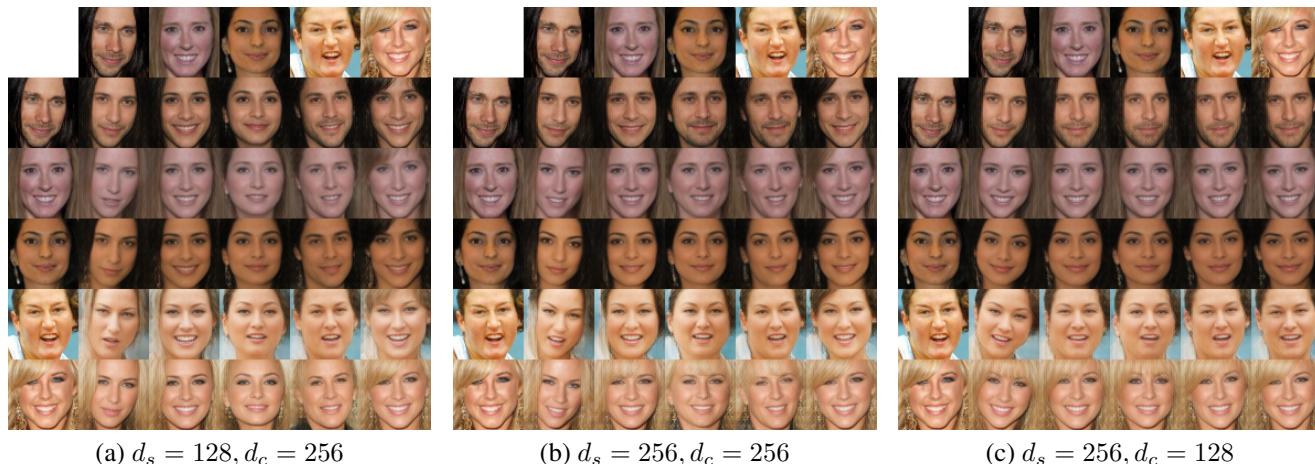 (a) $d_s = 128, d_c = 256$
(b) $d_s = 256, d_c = 256$
(c) $d_s = 256, d_c = 128$